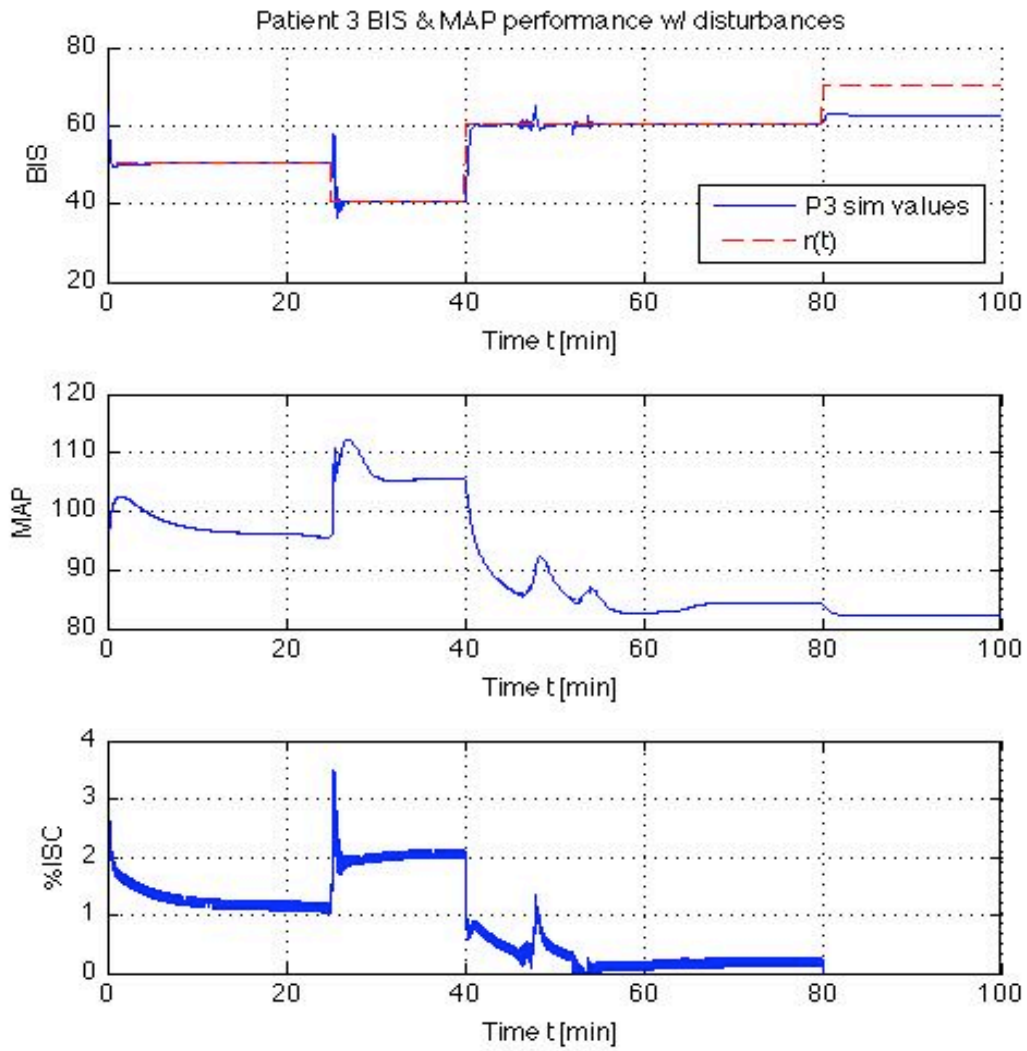 Patient 3 BIS & MAP performance w/ disturbances
80
60
40
20
BIS
P3 sim values
r(t)
0 20 40 60 80 100
Time t [min]
120
110
100
90
80
MAP
0 20 40 60 80 100
Time t [min]
4
3
2
1
0
%ISC
0 20 40 60 80 100
Time t [min]